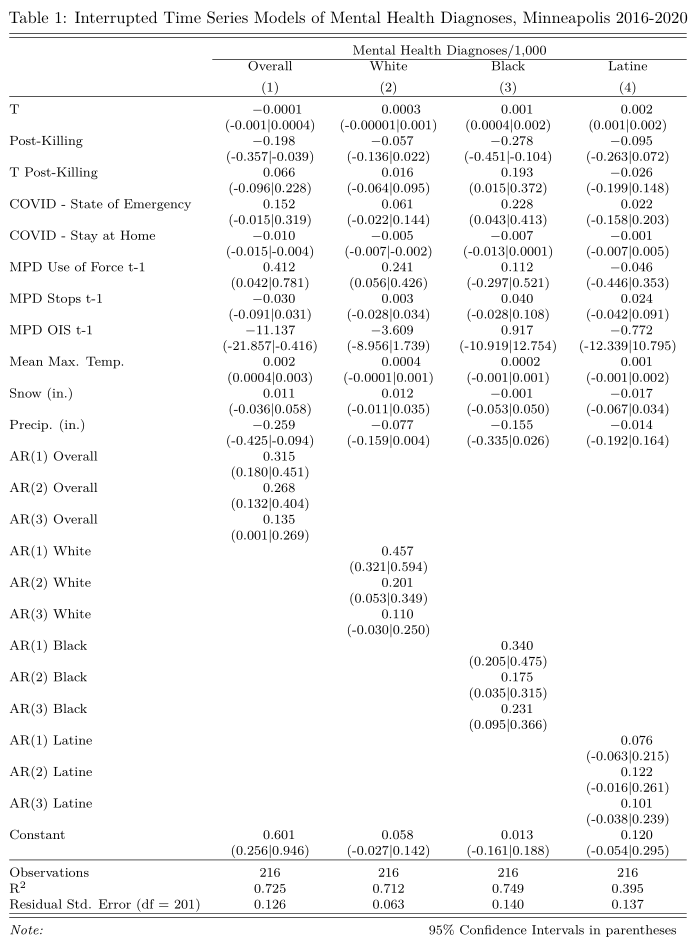 Table 1: Interrupted Time Series Models of Mental Health Diagnoses, Minneapolis 2016-2020
Mental Health Diagnoses/1,000
Overall White Black Latine
(1) (2) (3) (4)
T −0.0001 0.0003 0.001 0.002
(-0.001|0.0004) (-0.00001|0.001) (0.0004|0.002) (0.001|0.002)
Post-Killing −0.198 −0.057 −0.278 −0.095
(-0.357|-0.039) (-0.136|0.022) (-0.451|-0.104) (-0.263|0.072)
T Post-Killing 0.066 0.016 0.193 −0.026
(-0.096|0.228) (-0.064|0.095) (0.015|0.372) (-0.199|0.148)
COVID - State of Emergency 0.152 0.061 0.228 0.022
(-0.015|0.319) (-0.022|0.144) (0.043|0.413) (-0.158|0.203)
COVID - Stay at Home −0.010 −0.005 −0.007 −0.001
(-0.015|-0.004) (-0.007|-0.002) (-0.013|0.0001) (-0.007|0.005)
MPD Use of Force t-1 0.412 0.241 0.112 −0.046
(0.042|0.781) (0.056|0.426) (-0.297|0.521) (-0.446|0.353)
MPD Stops t-1 −0.030 0.003 0.040 0.024
(-0.091|0.031) (-0.028|0.034) (-0.028|0.108) (-0.042|0.091)
MPD OIS t-1 −11.137 −3.609 0.917 −0.772
(-21.857|-0.416) (-8.956|1.739) (-10.919|12.754) (-12.339|10.795)
Mean Max. Temp. 0.002 0.0004 0.0002 0.001
(0.0004|0.003) (-0.0001|0.001) (-0.001|0.001) (-0.001|0.002)
Snow (in.) 0.011 0.012 −0.001 −0.017
(-0.036|0.058) (-0.011|0.035) (-0.053|0.050) (-0.067|0.034)
Precip. (in.) −0.259 −0.077 −0.155 −0.014
(-0.425|-0.094) (-0.159|0.004) (-0.335|0.026) (-0.192|0.164)
AR(1) Overall 0.315
(0.180|0.451)
AR(2) Overall 0.268
(0.132|0.404)
AR(3) Overall 0.135
(0.001|0.269)
AR(1) White 0.457
(0.321|0.594)
AR(2) White 0.201
(0.053|0.349)
AR(3) White 0.110
(-0.030|0.250)
AR(1) Black 0.340
(0.205|0.475)
AR(2) Black 0.175
(0.035|0.315)
AR(3) Black 0.231
(0.095|0.366)
AR(1) Latine 0.076
(-0.063|0.215)
AR(2) Latine 0.122
(-0.016|0.261)
AR(3) Latine 0.101
(-0.038|0.239)
Constant 0.601 0.058 0.013 0.120
(0.256|0.946) (-0.027|0.142) (-0.161|0.188) (-0.054|0.295)
Observations 216 216 216 216
R² 0.725 0.712 0.749 0.395
Residual Std. Error (df = 201) 0.126 0.063 0.140 0.137
Note: 95% Confidence Intervals in parentheses